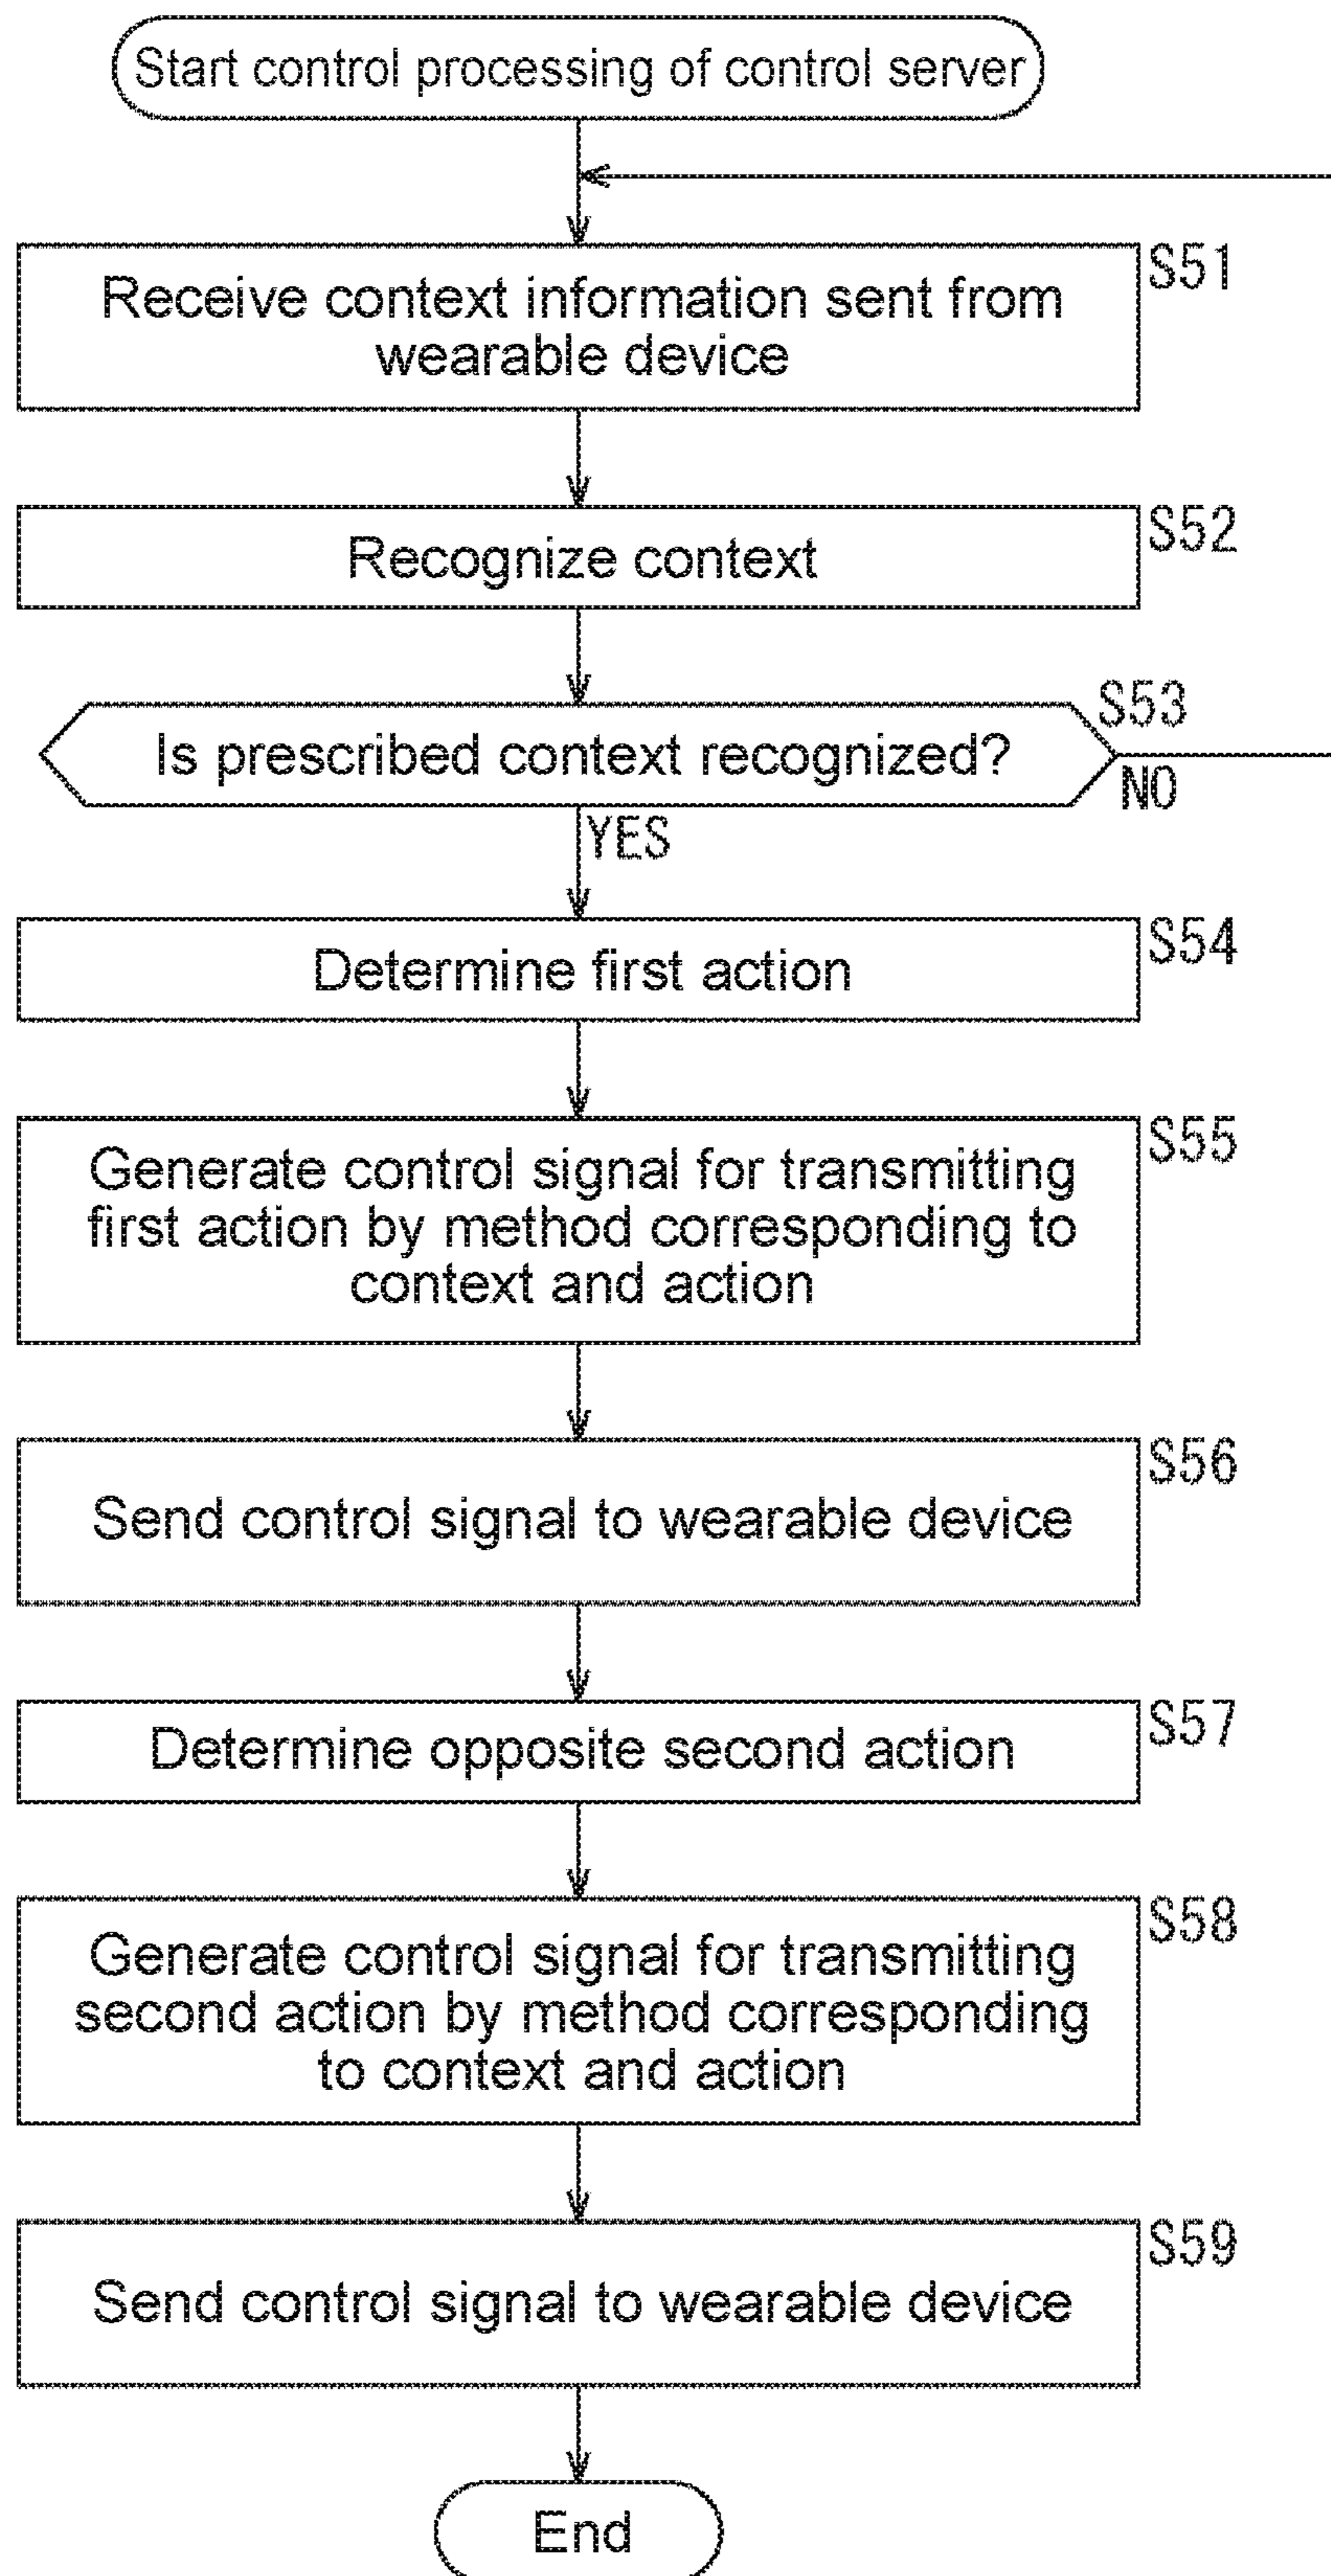 Start control processing of control server
S51
Receive context information sent from
wearable device
S52
Recognize context
S53
Is prescribed context recognized?
NO
YES
S54
Determine first action
S55
Generate control signal for transmitting
first action by method corresponding to
context and action
S56
Send control signal to wearable device
S57
Determine opposite second action
S58
Generate control signal for transmitting
second action by method corresponding
to context and action
S59
Send control signal to wearable device
End